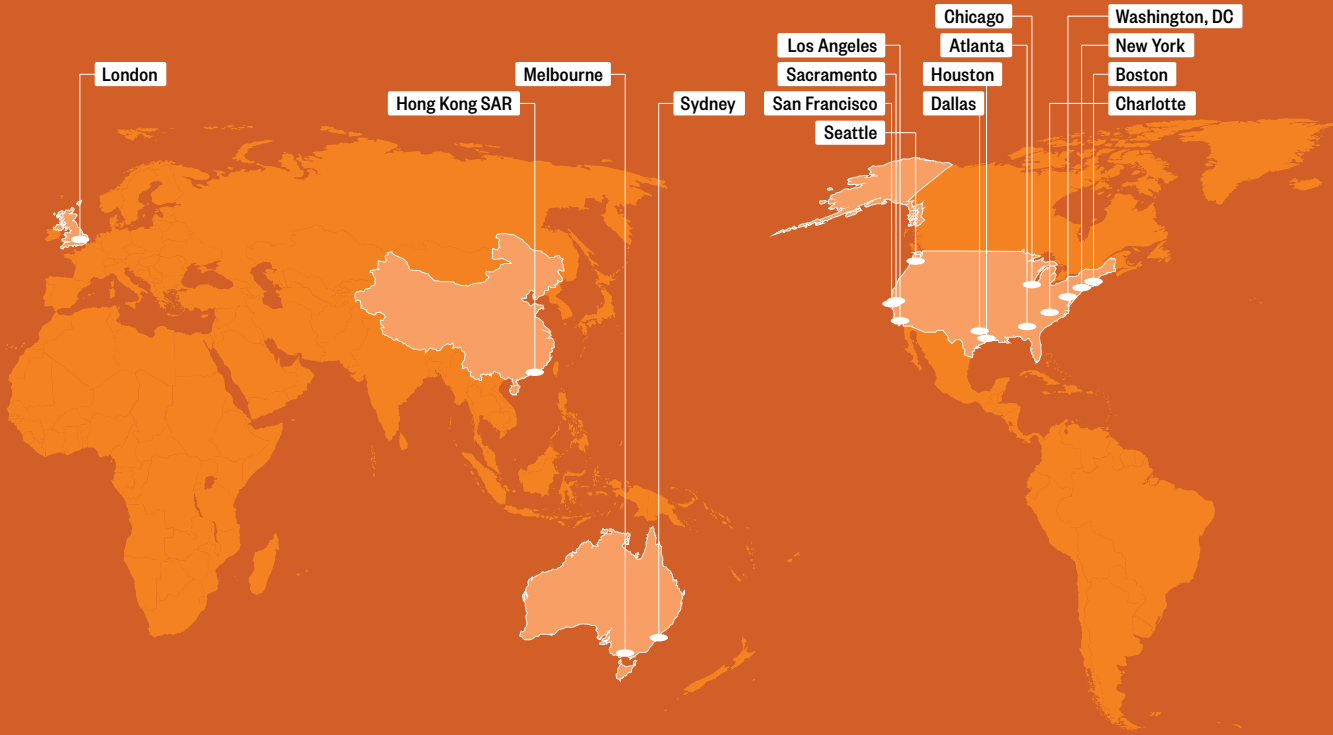 London
Melbourne
Hong Kong SAR
Sydney
Chicago
Washington, DC
Los Angeles
Atlanta
New York
Sacramento
Houston
Boston
San Francisco
Dallas
Charlotte
Seattle